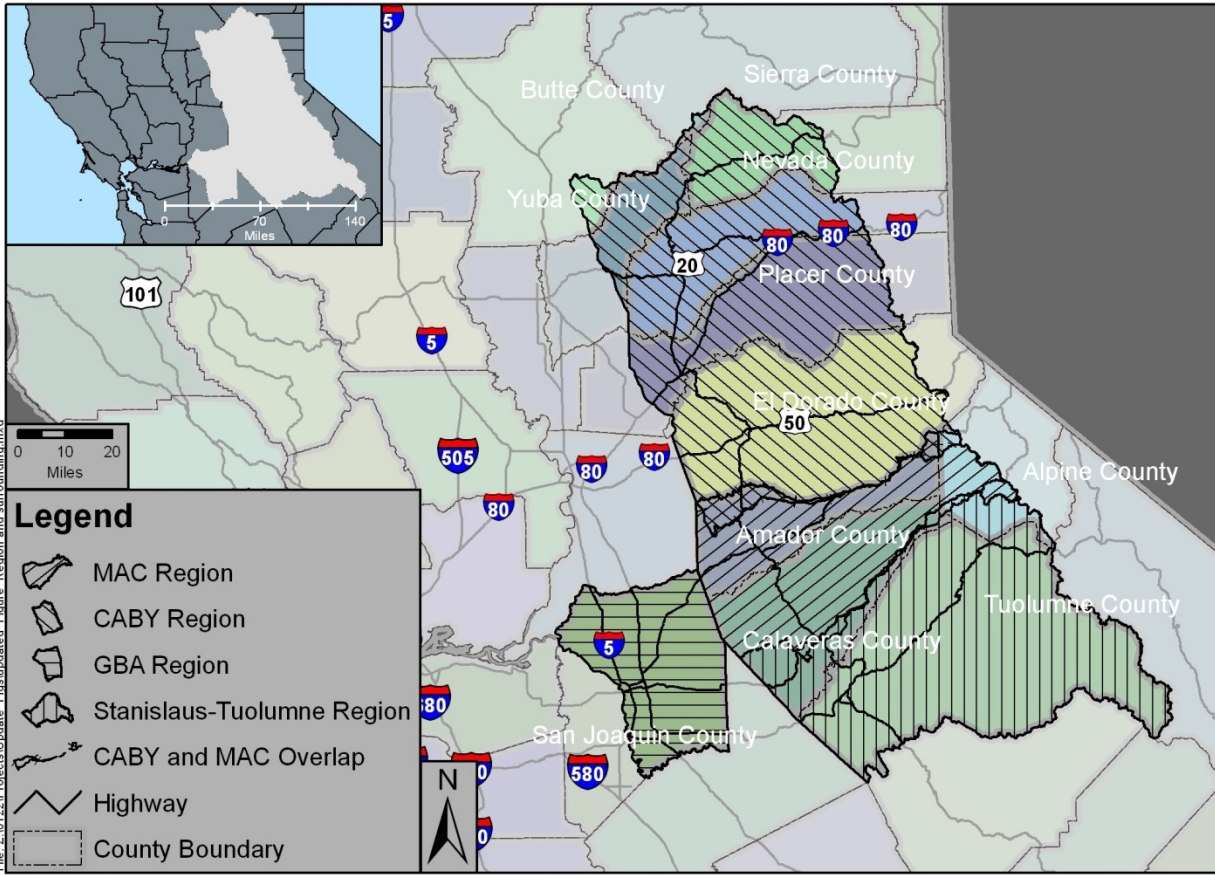 5
Butte County
Sierra County
Nevada County
Yuba County
0
70
140
Miles
80
80
80
20
101
Placer County
5
El Dorado County
50
0
10
20
Miles
505
80
80
80
Alpine County
Amador County
Legend
MAC Region
CABY Region
GBA Region
Stanislaus-Tuolumne Region
CABY and MAC Overlap
Highway
County Boundary
N
5
Tuolumne County
Calaveras County
San Joaquin County
580